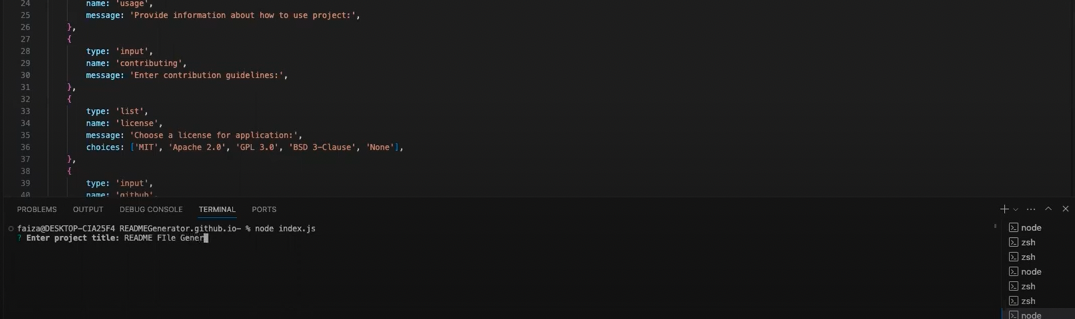 24 name: 'usage',
25 message: 'Provide information about how to use project:',
26 },
27 {
28 type: 'input',
29 name: 'contributing',
30 message: 'Enter contribution guidelines:',
31 },
32 {
33 type: 'list',
34 name: 'license',
35 message: 'Choose a license for application:',
36 choices: ['MIT', 'Apache 2.0', 'GPL 3.0', 'BSD 3-Clause', 'None'],
37 },
38 {
39 type: 'input',
40 name: 'github',
PROBLEMS OUTPUT DEBUG CONSOLE TERMINAL PORTS
faiza@DESKTOP-CIA25F4 READMEGenerator.github.io- % node index.js
? Enter project title: README FIle Gener
node
zsh
zsh
node
zsh
zsh
node